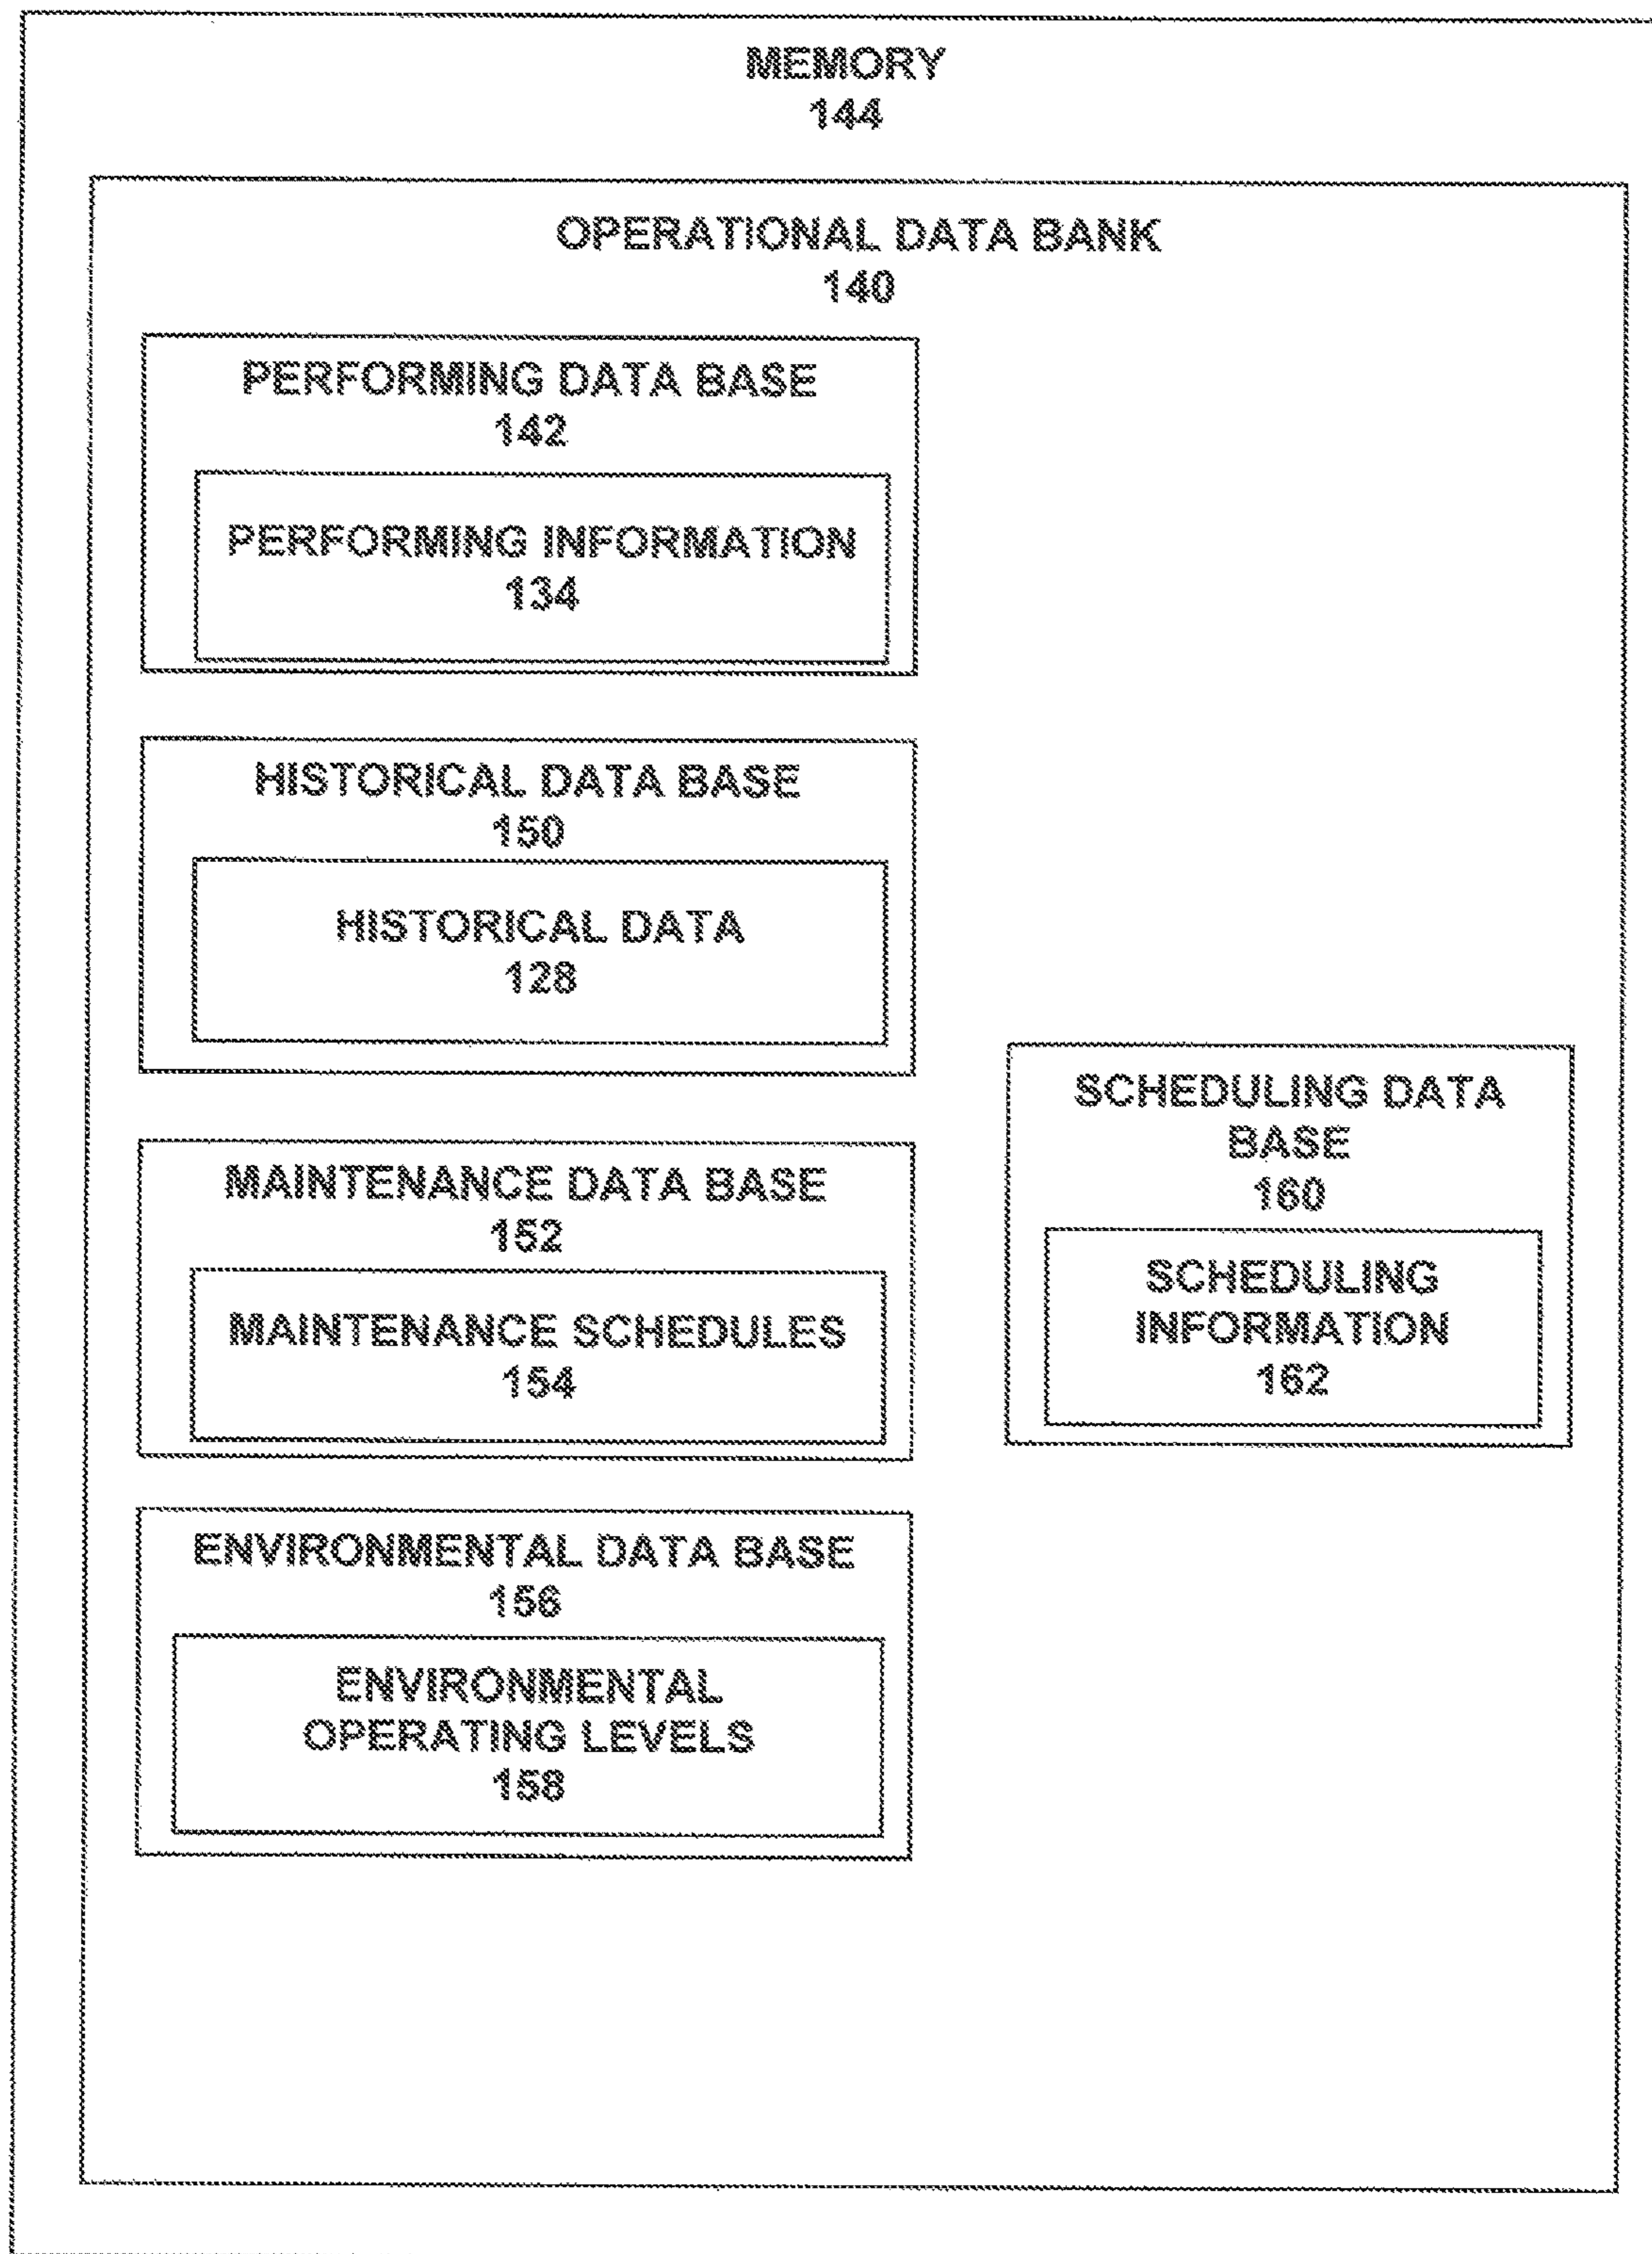 MEMORY
144
OPERATIONAL DATA BANK
140
PERFORMING DATA BASE
142
PERFORMING INFORMATION
134
HISTORICAL DATA BASE
150
HISTORICAL DATA
128
MAINTENANCE DATA BASE
152
MAINTENANCE SCHEDULES
154
ENVIRONMENTAL DATA BASE
156
ENVIRONMENTAL
OPERATING LEVELS
158
SCHEDULING DATA
BASE
160
SCHEDULING
INFORMATION
162